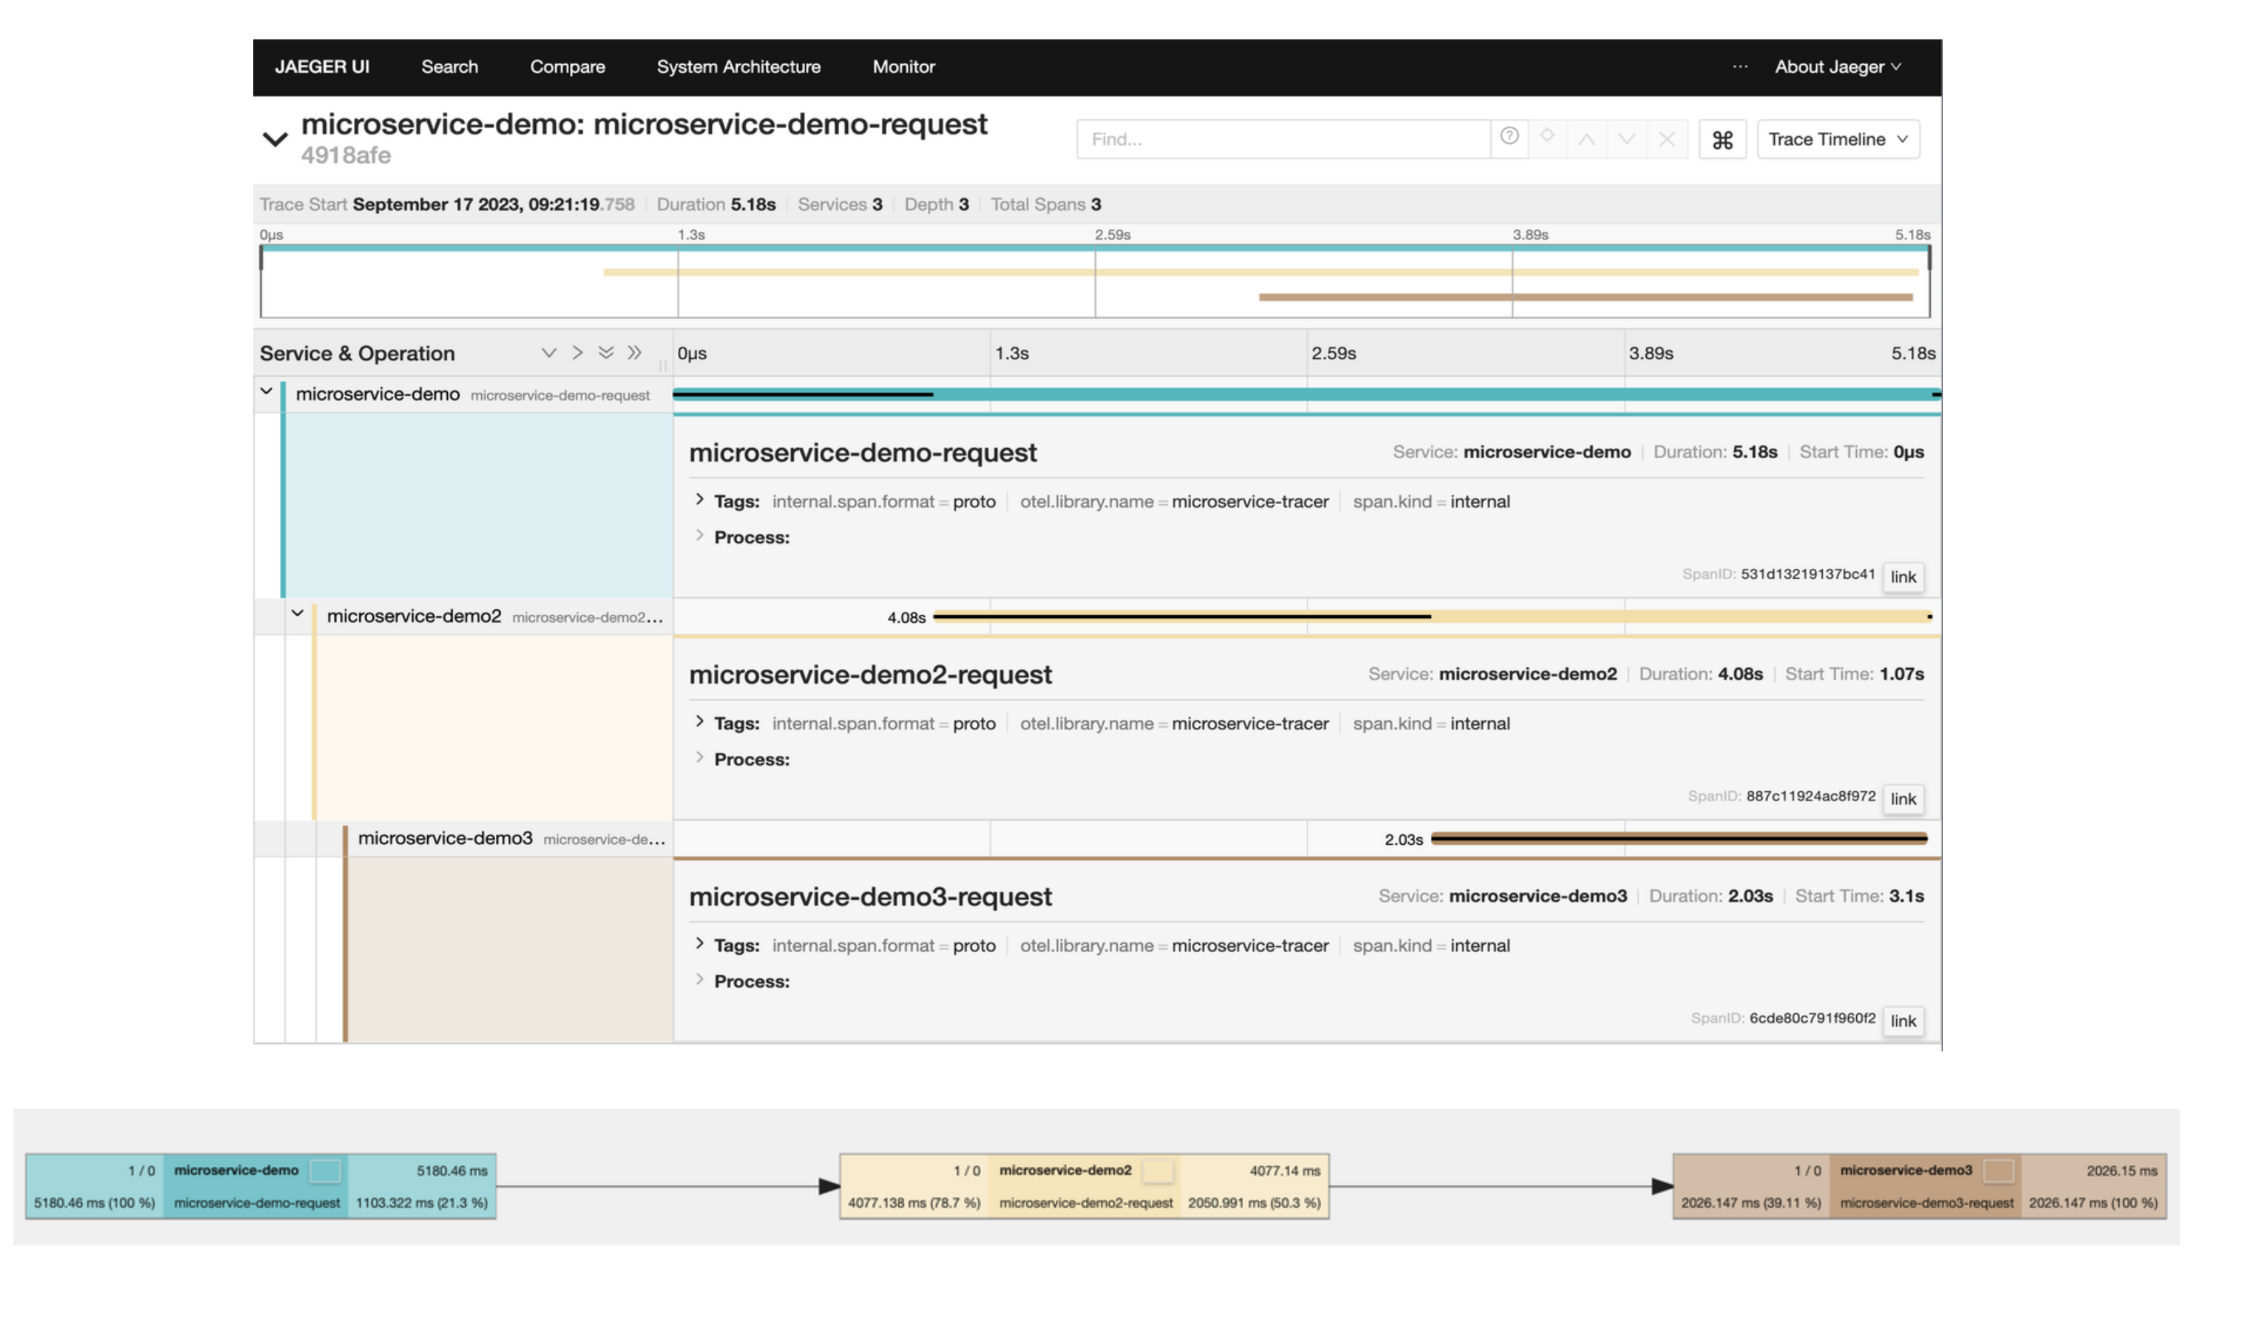 JAEGER UI Search Compare System Architecture Monitor ··· About Jaeger
microservice-demo: microservice-demo-request
4918afe
Find...
Trace Timeline
Trace Start September 17 2023, 09:21:19.758 Duration 5.18s Services 3 Depth 3 Total Spans 3
0μs 1.3s 2.59s 3.89s 5.18s
Service & Operation 0μs 1.3s 2.59s 3.89s 5.18s
microservice-demo microservice-demo-request
microservice-demo-request Service: microservice-demo Duration: 5.18s Start Time: 0μs
Tags: internal.span.format = proto otel.library.name = microservice-tracer span.kind = internal
Process:
SpanID: 531d13219137bc41 link
microservice-demo2 microservice-demo2... 4.08s
microservice-demo2-request Service: microservice-demo2 Duration: 4.08s Start Time: 1.07s
Tags: internal.span.format = proto otel.library.name = microservice-tracer span.kind = internal
Process:
SpanID: 887c11924ac8f972 link
microservice-demo3 microservice-de... 2.03s
microservice-demo3-request Service: microservice-demo3 Duration: 2.03s Start Time: 3.1s
Tags: internal.span.format = proto otel.library.name = microservice-tracer span.kind = internal
Process:
SpanID: 6cde80c791f960f2 link
1 / 0 microservice-demo 5180.46 ms
5180.46 ms (100 %) microservice-demo-request 1103.322 ms (21.3 %)
1 / 0 microservice-demo2 4077.14 ms
4077.138 ms (78.7 %) microservice-demo2-request 2050.991 ms (50.3 %)
1 / 0 microservice-demo3 2026.15 ms
2026.147 ms (39.11 %) microservice-demo3-request 2026.147 ms (100 %)